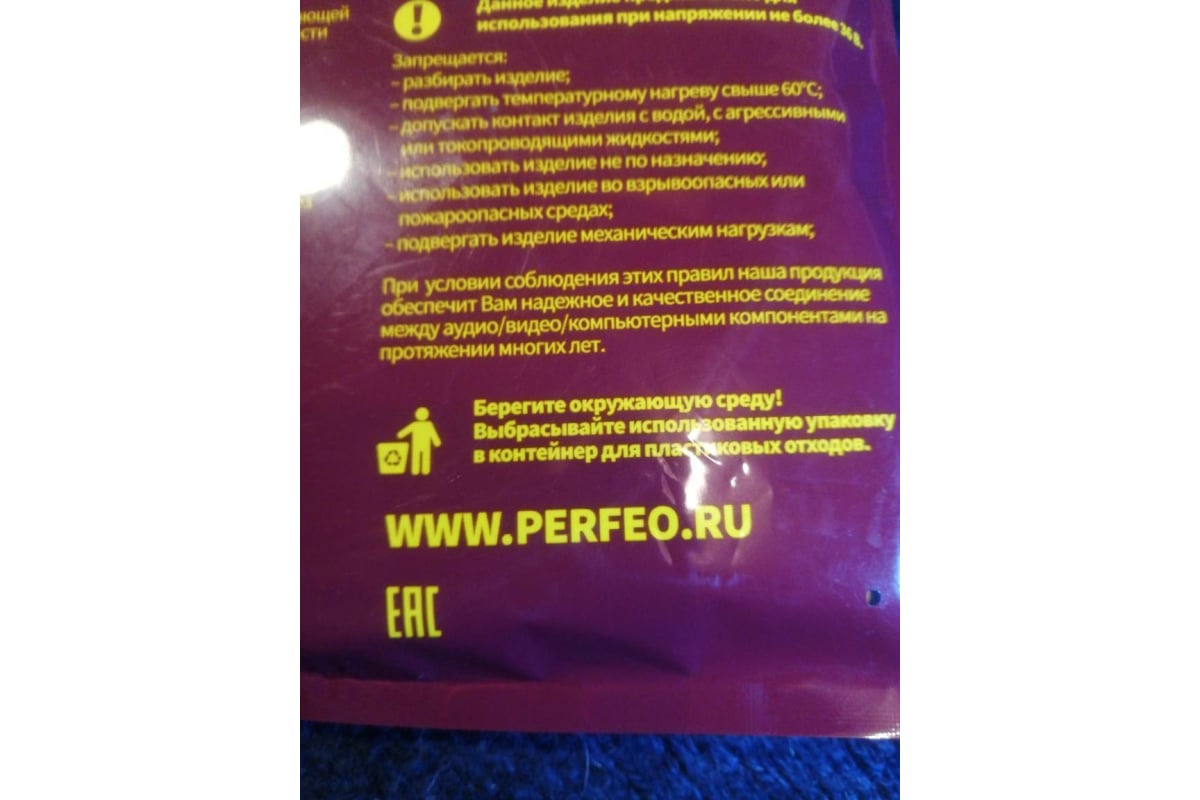 ющей
сти
Данное изделие предназначено для
использования при напряжении не более 36 В.
Запрещается:
– разбирать изделие;
– подвергать температурному нагреву свыше 60°С;
– допускать контакт изделия с водой, с агрессивными
или токопроводящими жидкостями;
– использовать изделие не по назначению;
– использовать изделие во взрывоопасных или
пожароопасных средах;
– подвергать изделие механическим нагрузкам;
При условии соблюдения этих правил наша продукция
обеспечит Вам надежное и качественное соединение
между аудио/видео/компьютерными компонентами на
протяжении многих лет.
Берегите окружающую среду!
Выбрасывайте использованную упаковку
в контейнер для пластиковых отходов.
WWW.PERFEO.RU
EAC